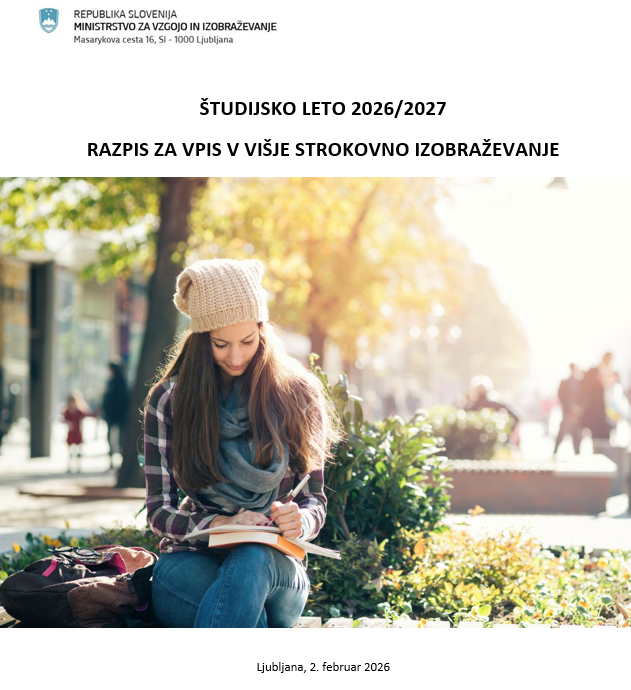 REPUBLIKA SLOVENIJA
MINISTRSTVO ZA VZGOJO IN IZOBRAŽEVANJE
Masarykova cesta 16, SI - 1000 Ljubljana
ŠTUDIJSKO LETO 2026/2027
RAZPIS ZA VPIS V VIŠJE STROKOVNO IZOBRAŽEVANJE
Ljubljana, 2. februar 2026